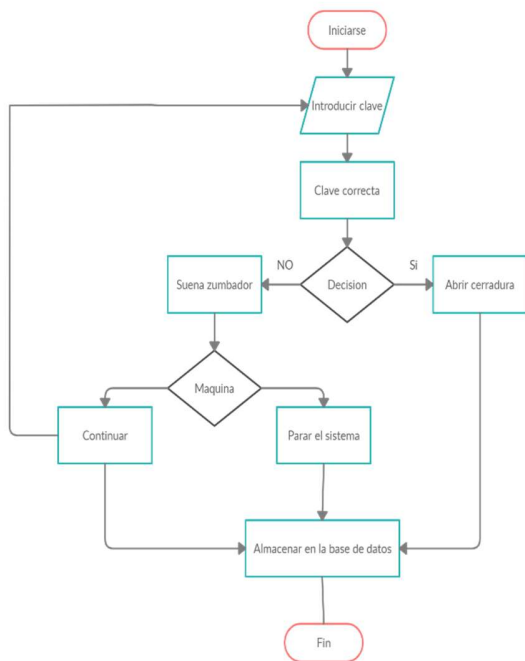 Iniciarse
Introducir clave
Clave correcta
NO
Si
Suena zumbador
Decision
Abrir cerradura
Maquina
Continuar
Parar el sistema
Almacenar en la base de datos
Fin